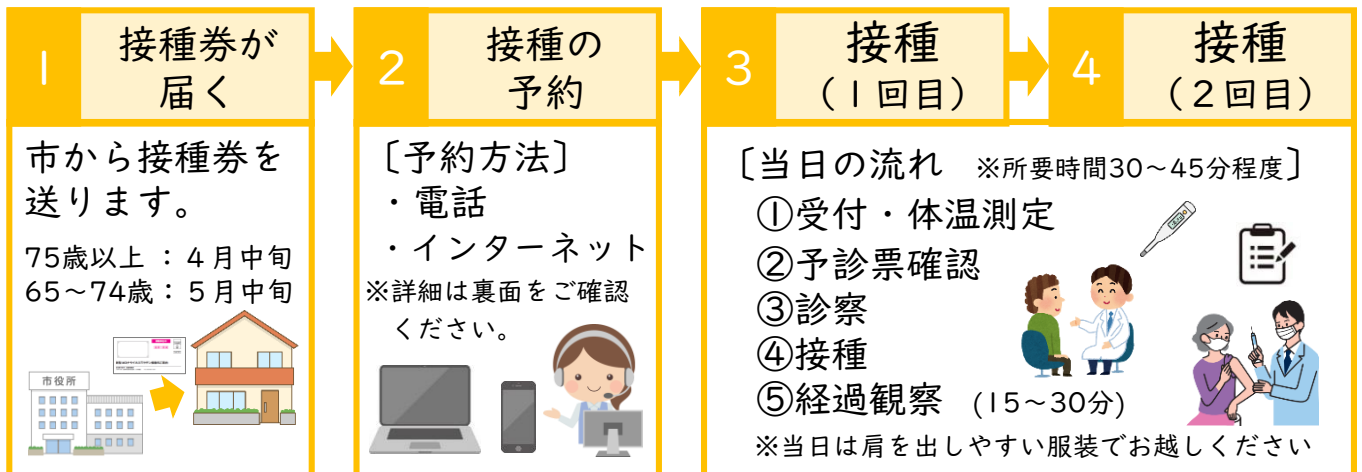 1
接種券が
届く
市から接種券を
送ります。
75歳以上 : 4月中旬
65～74歳: 5月中旬
市役所
2
接種の
予約
〔予約方法〕
・電話
・インターネット
※詳細は裏面をご確認
ください。
3
接種
(1回目)
4
接種
(2回目)
〔当日の流れ ※所要時間30～45分程度〕
①受付・体温測定
②予診票確認
③診察
④接種
⑤経過観察 (15～30分)
※当日は肩を出しやすい服装でお越しください